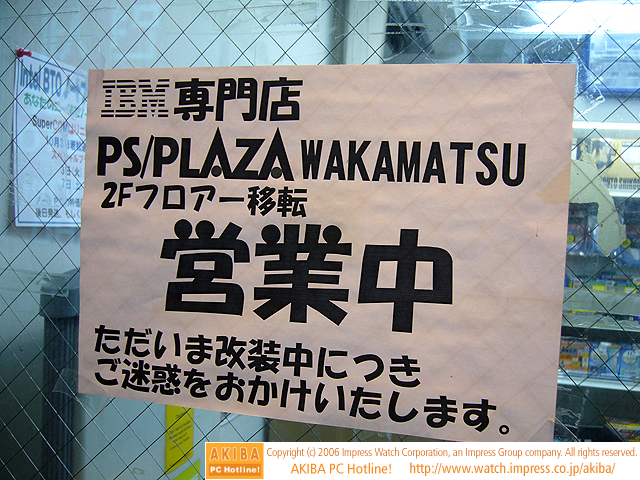 IBM 専門店
PS/PLAZA WAKAMATSU
2Fフロアー移転
営業中
ただいま改装中につき
ご迷惑をおかけいたします。
AKIBA
PC Hotline!
Copyright (c) 2006 Impress Watch Corporation, an Impress Group company. All rights reserved.
AKIBA PC Hotline! http://www.watch.impress.co.jp/akiba/